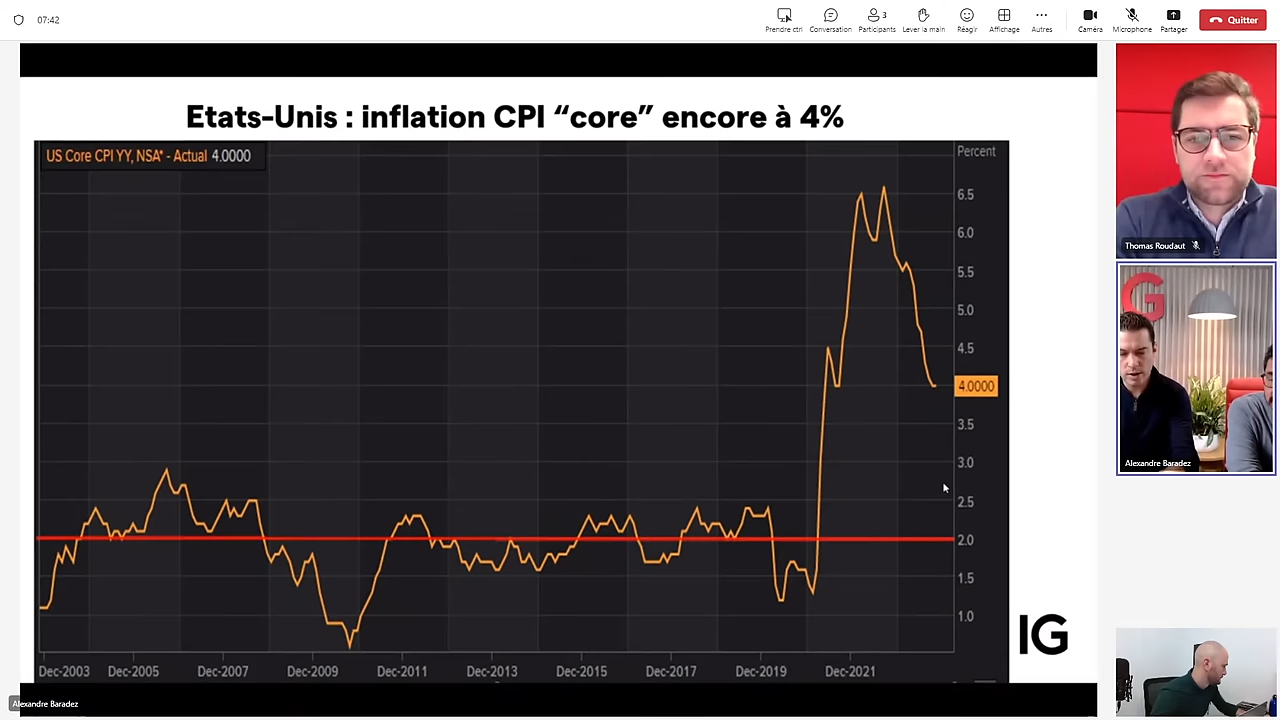 07:42
Prendre ctrl
Conversation
3
Participants
Lever la main
Réagir
Affichage
Autres
Caméra
Microphone
Partager
Quitter
Etats-Unis : inflation CPI “core” encore à 4%
US Core CPI YY, NSA* - Actual 4.0000
Percent
6.5
6.0
5.5
5.0
4.5
4.0000
3.5
3.0
2.5
2.0
1.5
1.0
Dec-2003 Dec-2005 Dec-2007 Dec-2009 Dec-2011 Dec-2013 Dec-2015 Dec-2017 Dec-2019 Dec-2021
IG
Thomas Roudaut
G
Alexandre Baradez
Alexandre Baradez